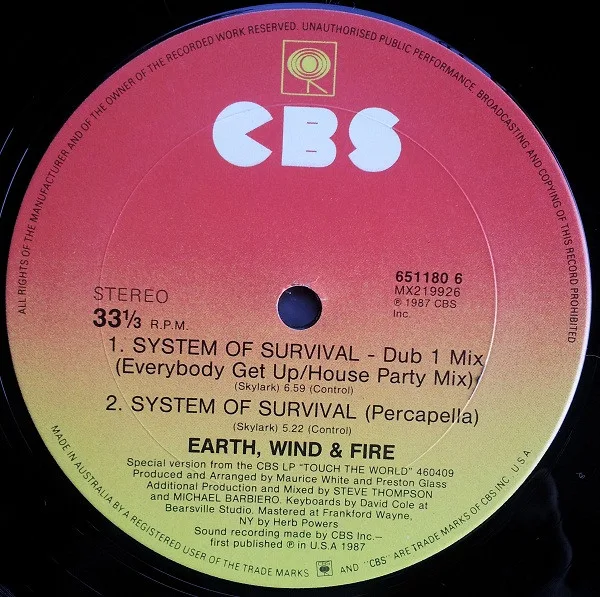 ALL RIGHTS OF THE MANUFACTURER AND OF THE OWNER OF THE RECORDED WORK RESERVED. UNAUTHORISED PUBLIC PERFORMANCE, BROADCASTING AND COPYING OF THIS RECORD PROHIBITED
CBS
STEREO
33⅓ R.P.M.
651180 6
MX219926
℗ 1987 CBS
Inc.
1. SYSTEM OF SURVIVAL - Dub 1 Mix
(Everybody Get Up/House Party Mix)
(Skylark) 6.59 (Control)
2. SYSTEM OF SURVIVAL (Percapella)
(Skylark) 5.22 (Control)
EARTH, WIND & FIRE
Special version from the CBS LP "TOUCH THE WORLD" 460409
Produced and Arranged by Maurice White and Preston Glass
Additional Production and Mixed by STEVE THOMPSON
and MICHAEL BARBIERO. Keyboards by David Cole at
Bearsville Studio. Mastered at Frankford Wayne,
NY by Herb Powers
Sound recording made by CBS Inc.—
first published ℗ in U.S.A 1987
MADE IN AUSTRALIA BY A REGISTERED USER OF THE TRADE MARKS CBS AND "CBS" ARE TRADE MARKS OF CBS INC. U S A